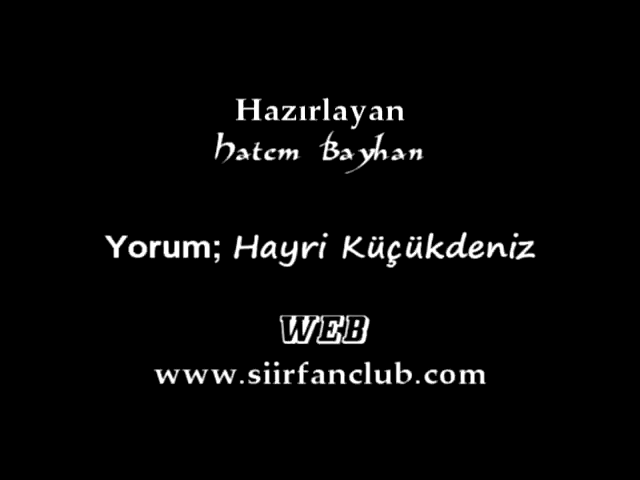 Hazırlayan
Hatem Bayhan
Yorum; Hayri Küçükdeniz
WEB
www.siirfanclub.com